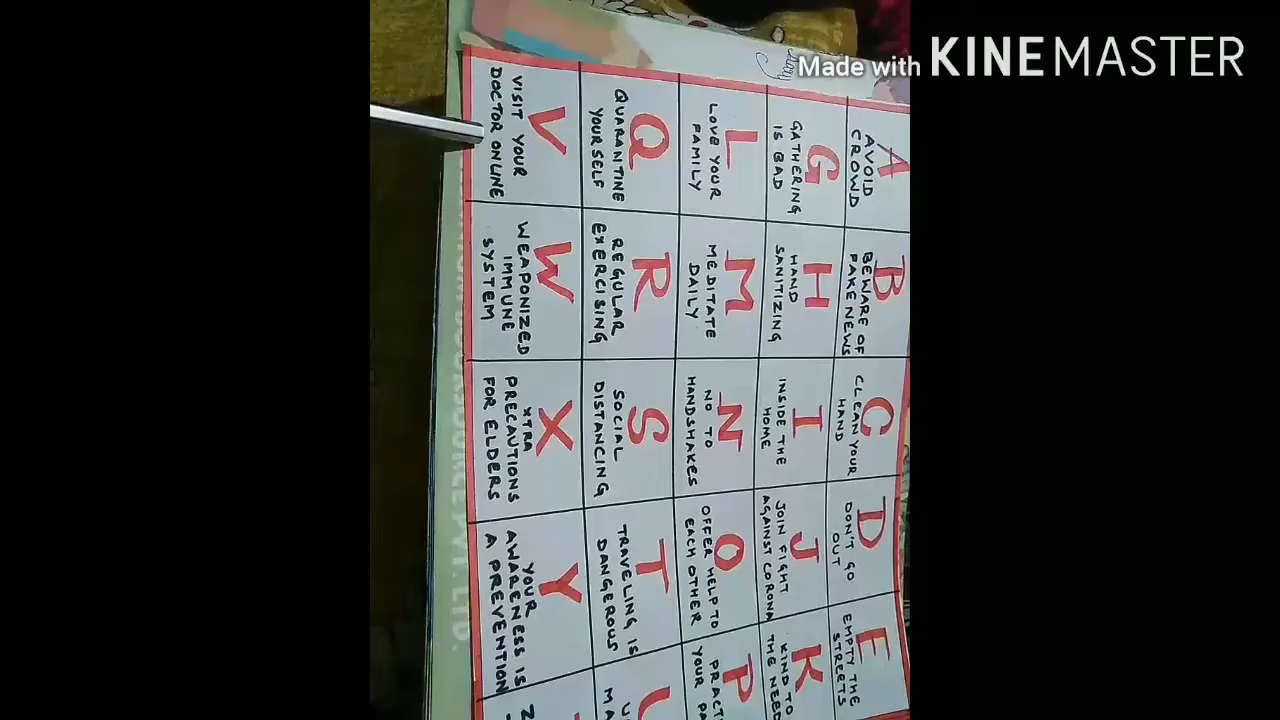 Made with KINEMASTER
A
AVOID
CROWD
B
BEWARE OF
FAKE NEWS
C
CLEAN YOUR
HAND
D
DON'T GO
OUT
E
EMPTY THE
STREETS
G
GATHERING
IS BAD
H
HAND
SANITIZING
I
INSIDE THE
HOME
J
JOIN FIGHT
AGAINST CORONA
K
KIND TO
THE
L
LOVE YOUR
FAMILY
M
MEDITATE
DAILY
N
NO TO
HANDSHAKES
O
OFFER HELP TO
EACH OTHER
P
YOUR
Q
QUARANTINE
YOURSELF
R
REGULAR
EXERCISING
S
SOCIAL
DISTANCING
T
TRAVELING IS
DANGEROUS
U
V
VISIT YOUR
DOCTOR ONLINE
W
WEAPONIZED
IMMUNE
SYSTEM
X
XTRA
PRECAUTIONS
FOR ELDERS
Y
YOUR
AWARENESS IS
A PREVENTION
PVT. LTD.